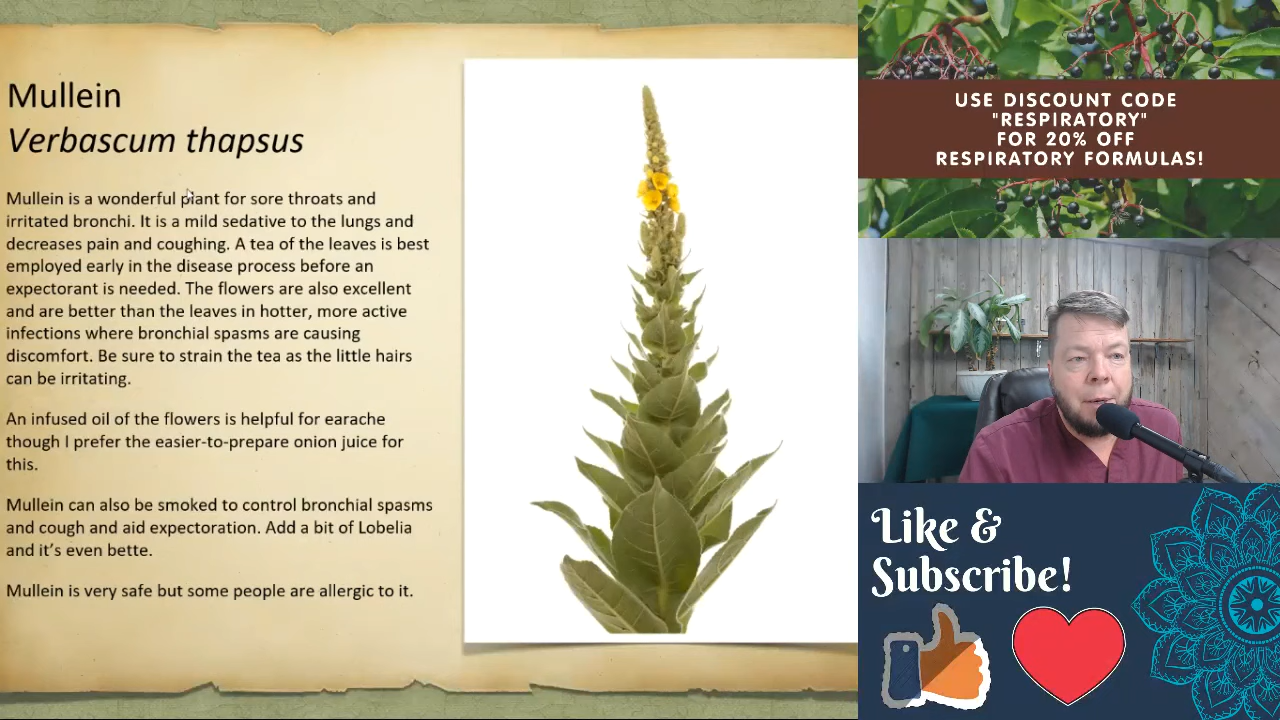 Mullein
Verbascum thapsus
Mullein is a wonderful plant for sore throats and
irritated bronchi. It is a mild sedative to the lungs and
decreases pain and coughing. A tea of the leaves is best
employed early in the disease process before an
expectorant is needed. The flowers are also excellent
and are better than the leaves in hotter, more active
infections where bronchial spasms are causing
discomfort. Be sure to strain the tea as the little hairs
can be irritating.
An infused oil of the flowers is helpful for earache
though I prefer the easier-to-prepare onion juice for
this.
Mullein can also be smoked to control bronchial spasms
and cough and aid expectoration. Add a bit of Lobelia
and it's even bette.
Mullein is very safe but some people are allergic to it.
USE DISCOUNT CODE
"RESPIRATORY"
FOR 20% OFF
RESPIRATORY FORMULAS!
Like &
Subscribe!